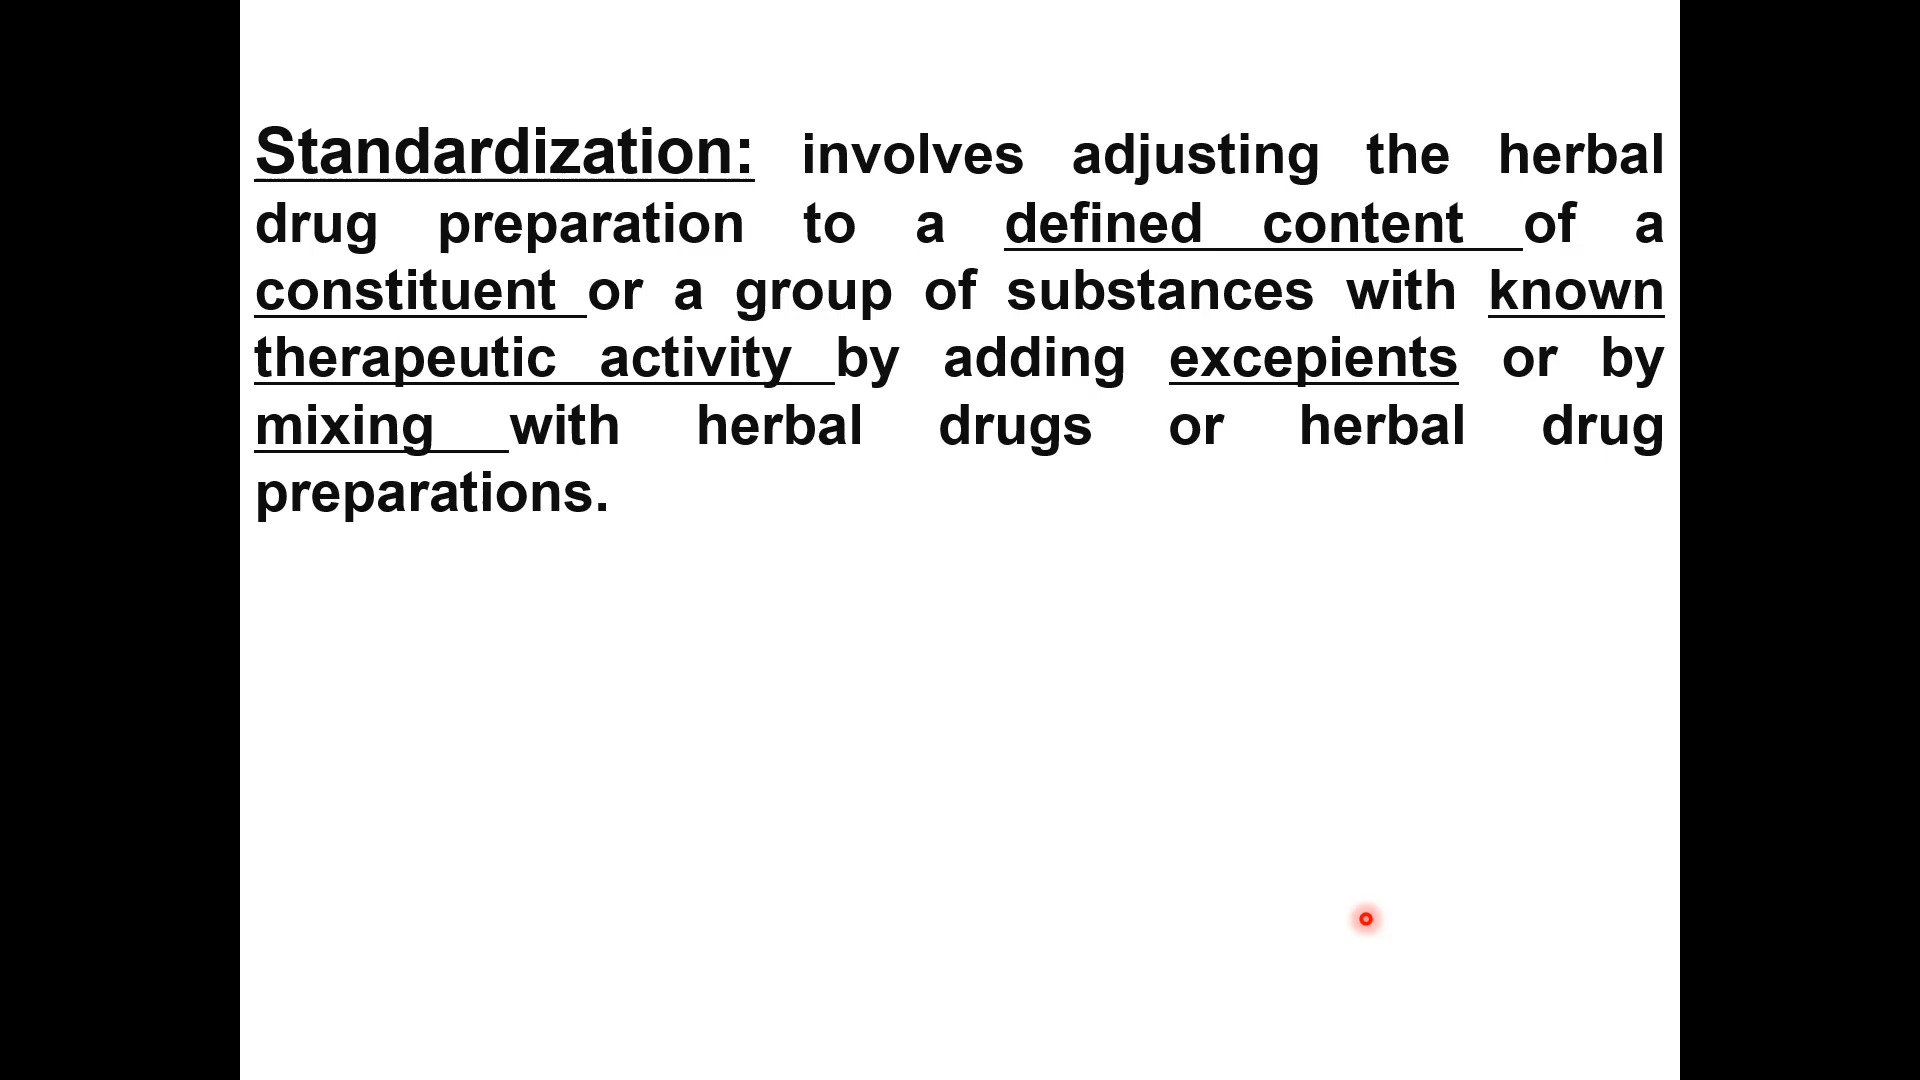 Standardization: involves adjusting the herbal
drug preparation to a defined content of a
constituent or a group of substances with known
therapeutic activity by adding excepients or by
mixing with herbal drugs or herbal drug
preparations.